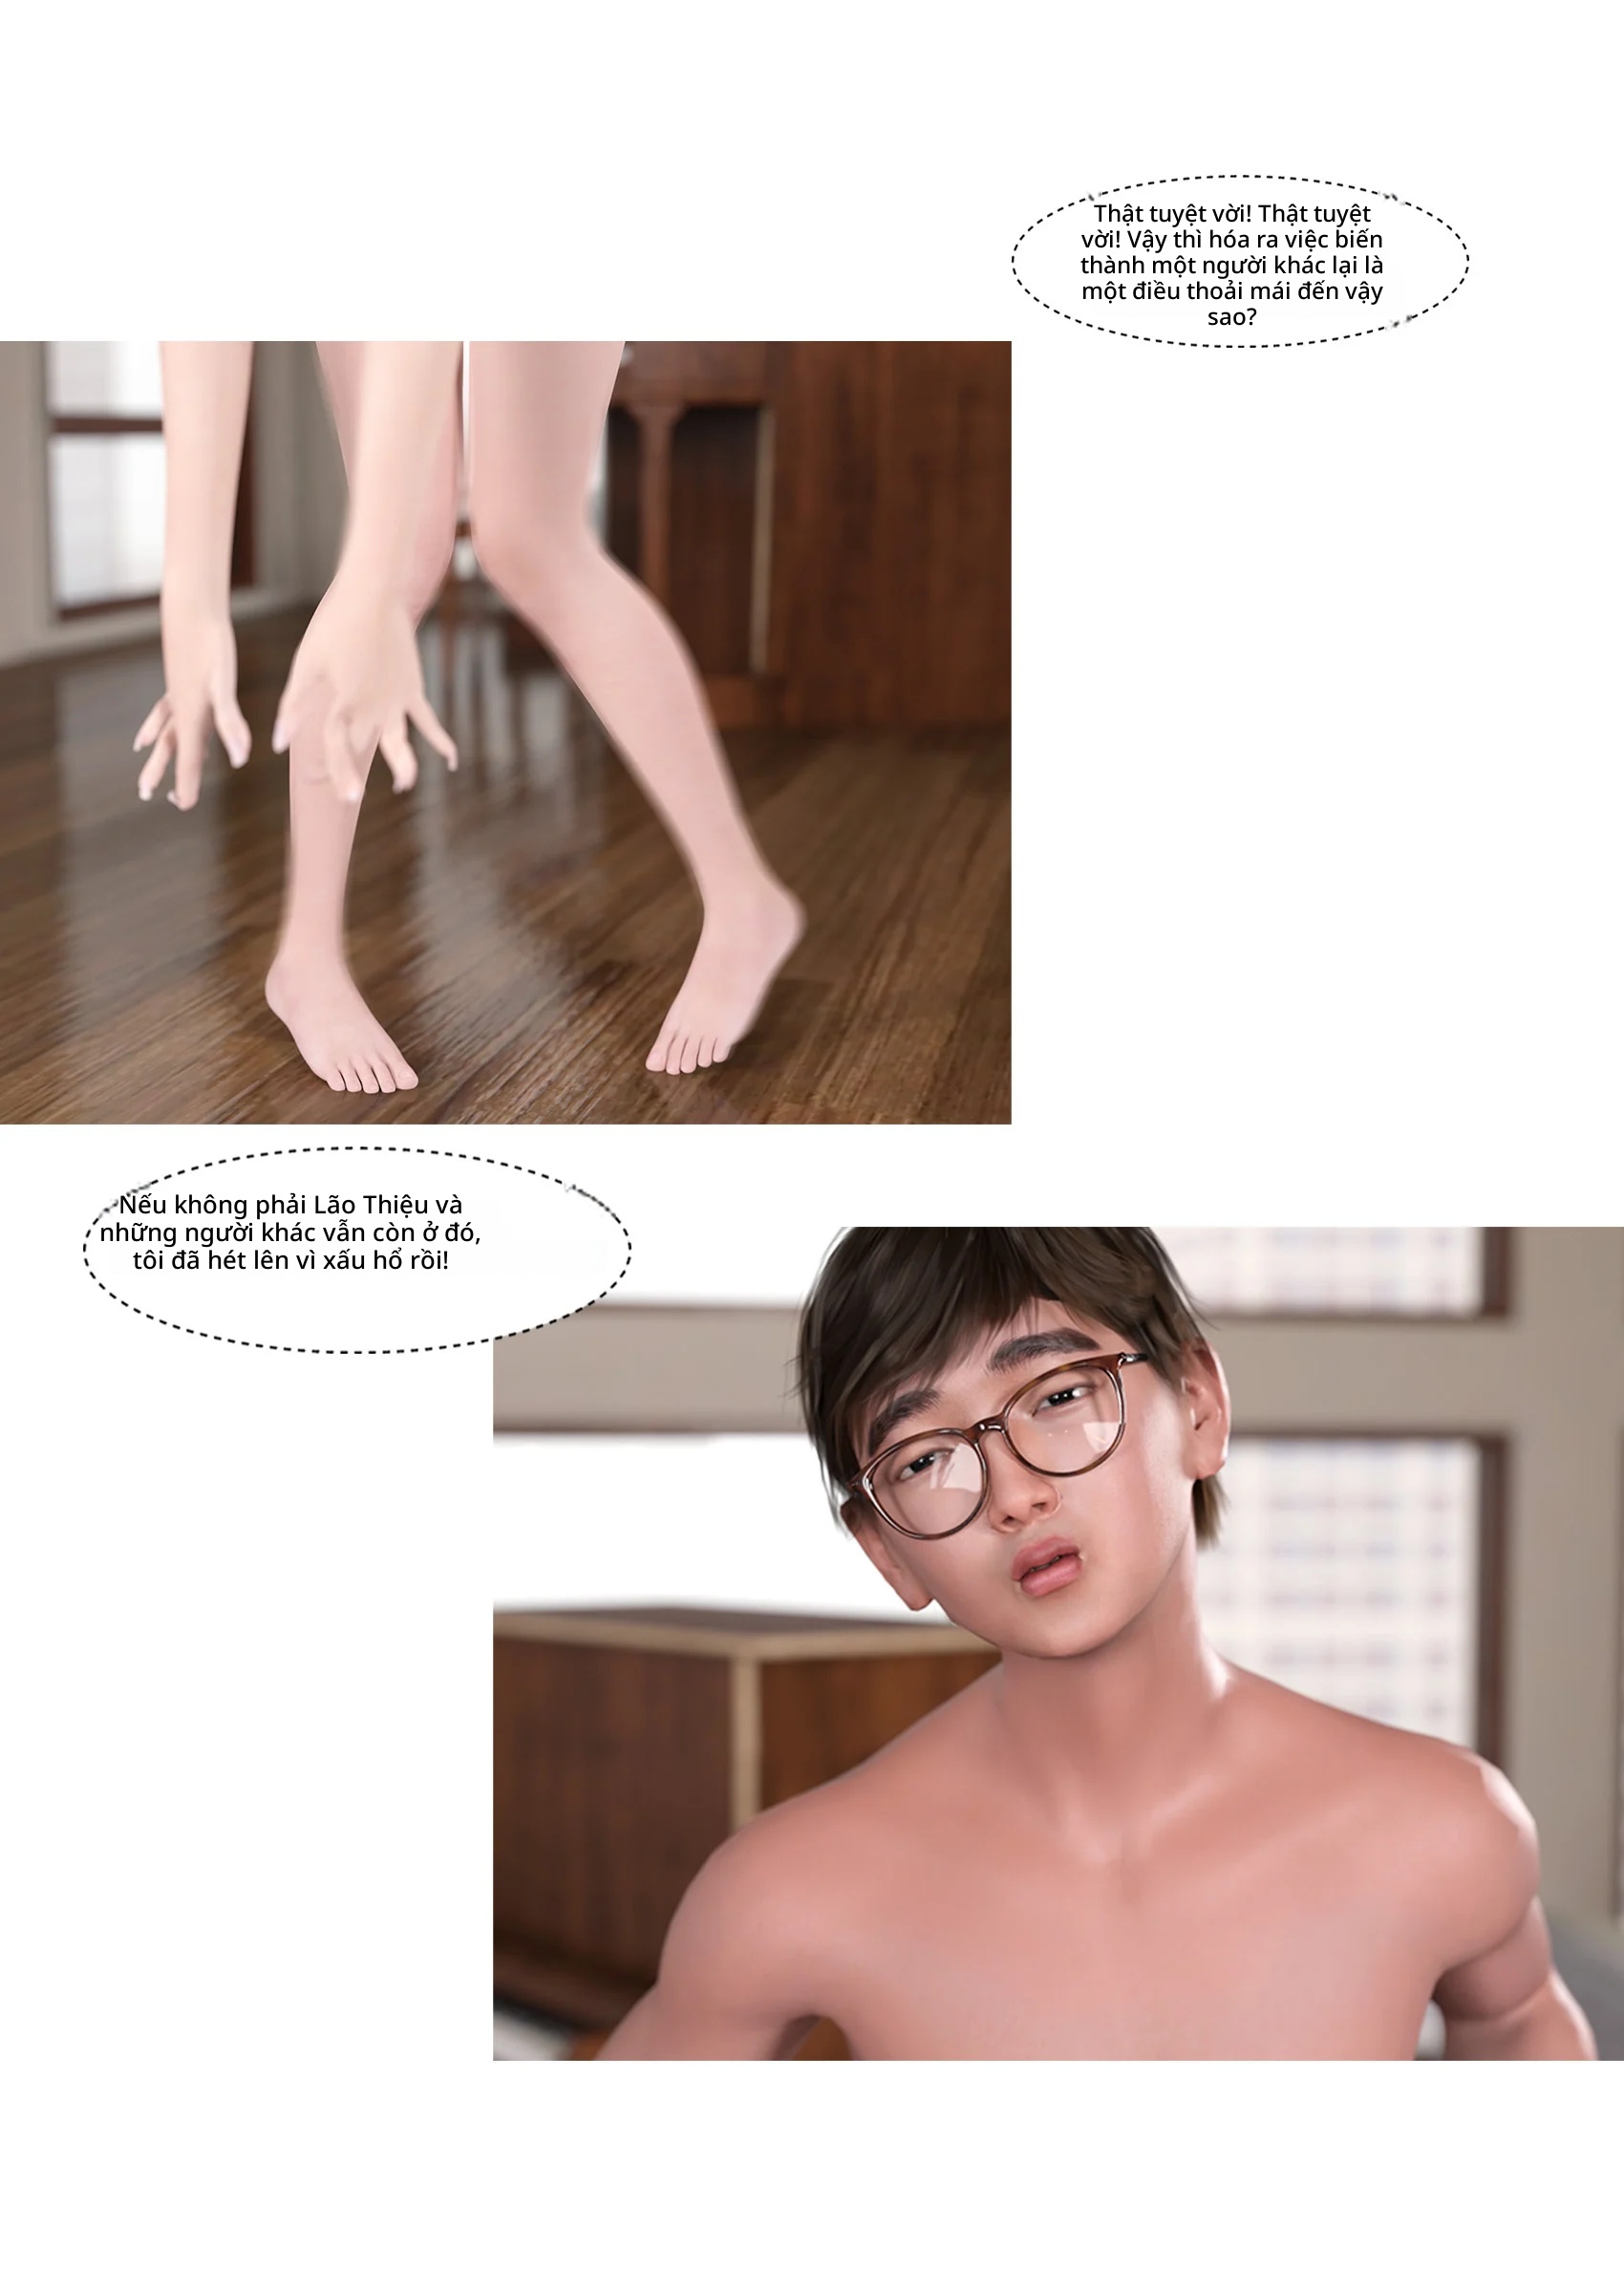 Thật tuyệt vời! Thật tuyệt
vời! Vậy thì hóa ra việc biến
thành một người khác lại là
một điều thoải mái đến vậy
sao?
Nếu không phải Lão Thiệu và
những người khác vẫn còn ở đó,
tôi đã hét lên vì xấu hổ rồi!